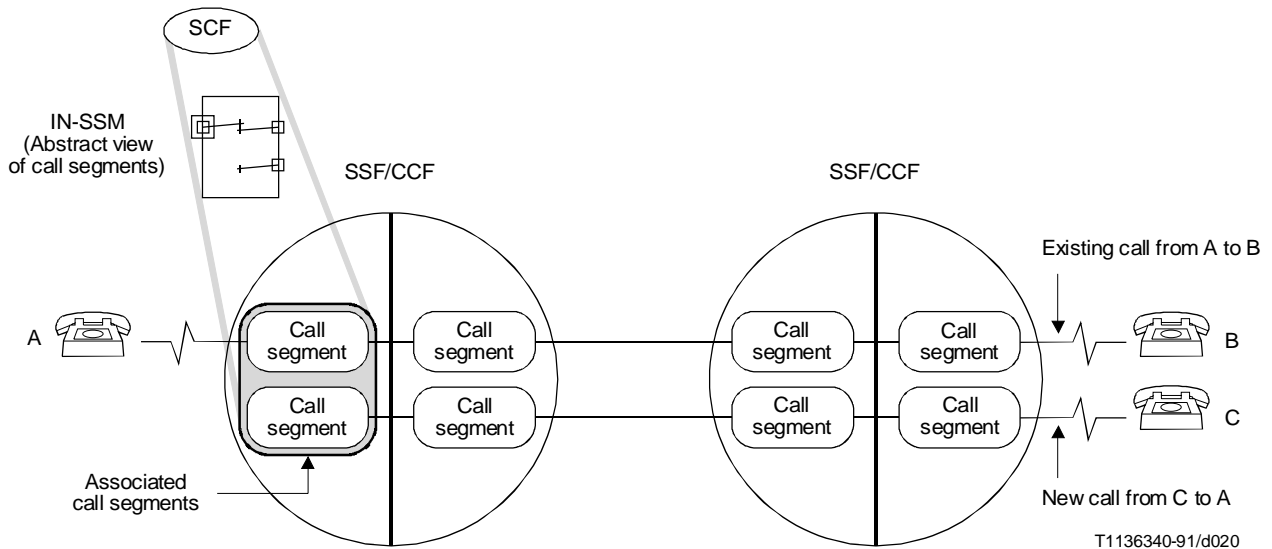 SCF
IN-SSM
(Abstract view
of call segments)
SSF/CCF
SSF/CCF
Existing call from A to B
A
Call
segment
Call
segment
Call
segment
Call
segment
B
Call
segment
Call
segment
Call
segment
Call
segment
C
Associated
call segments
New call from C to A
T1136340-91/d020